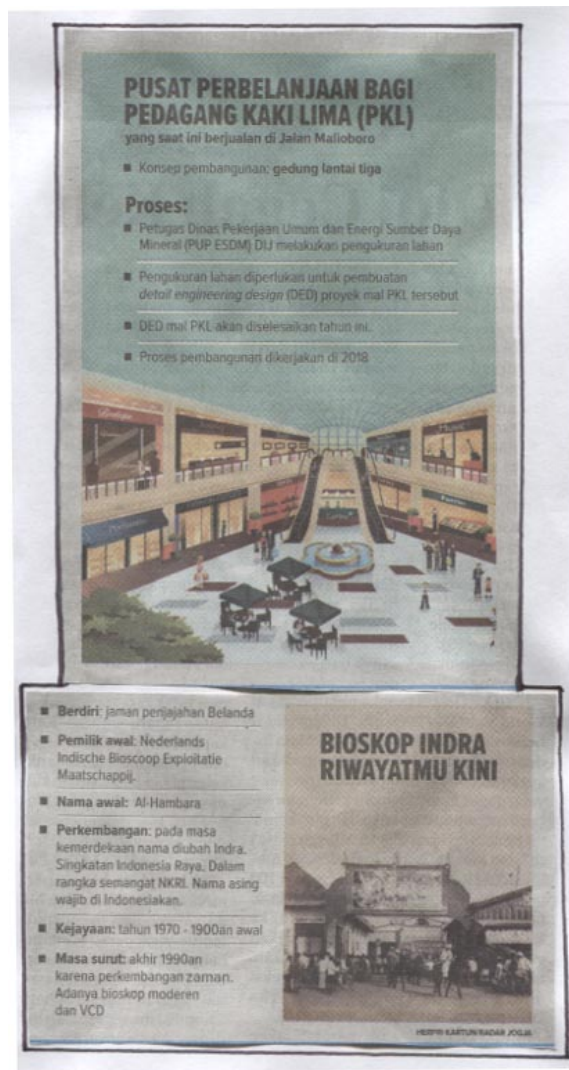 PUSAT PERBELANJAAN BAGI
PEDAGANG KAKI LIMA (PKL)
yang saat ini berjualan di Jalan Malioboro
■ Konsep pembangunan: gedung lantai tiga
Proses:
■ Petugas Dinas Pekerjaan Umum dan Energi Sumber Daya
Mineral (PUP ESDM) DIJ melakukan pengukuran lahan
■ Pengukuran lahan diperlukan untuk pembuatan
detail engineering design (DED) proyek mal PKL tersebut
■ DED mal PKL akan diselesaikan tahun ini.
■ Proses pembangunan dikerjakan di 2018
■ Berdiri: jaman penjajahan Belanda
■ Pemilik awal: Nederlands
Indische Bioscoop Exploitatie
Maatschappij.
■ Nama awal: Al-Hambara
■ Perkembangan: pada masa
kemerdekaan nama diubah Indra.
Singkatan Indonesia Raya. Dalam
rangka semangat NKRI. Nama asing
wajib di Indonesiakan.
■ Kejayaan: tahun 1970 - 1900an awal
■ Masa surut: akhir 1990an
karena perkembangan zaman.
Adanya bioskop moderen
dan VCD
BIOSKOP INDRA
RIWAYATMU KINI
HERPRI KARTUN/RADAR JOGJA